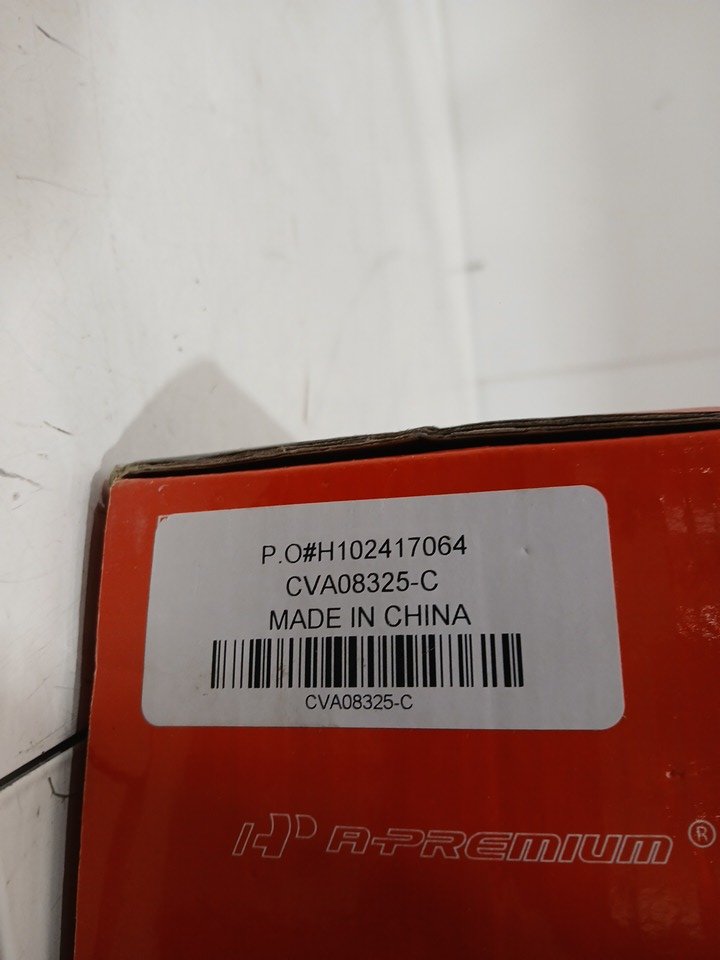 P.O#H102417064
CVA08325-C
MADE IN CHINA
CVA08325-C
A-PREMIUM ®